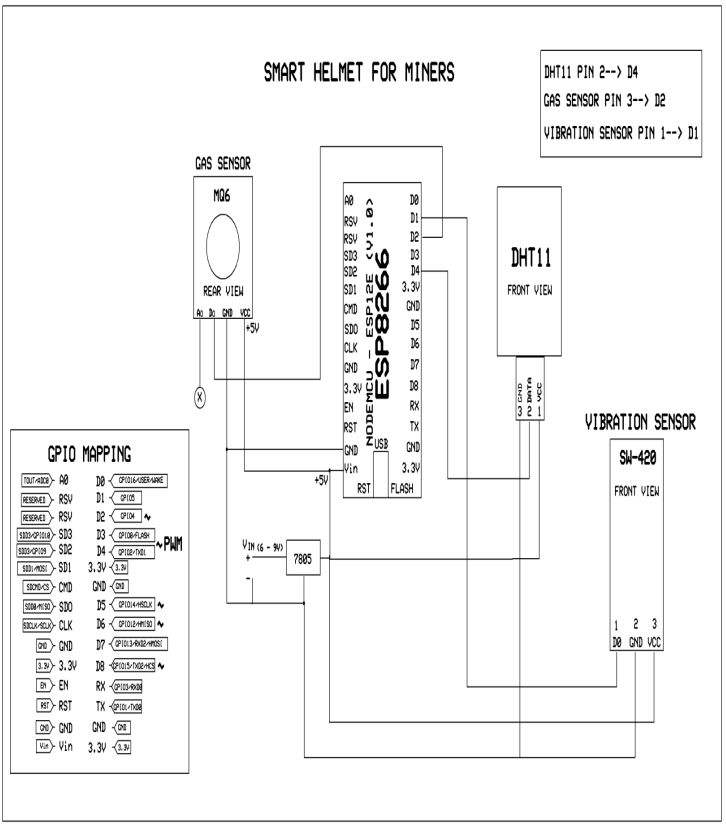 SMART HELMET FOR MINERS
DHT11 PIN 2--> D4
GAS SENSOR PIN 3--> D2
VIBRATION SENSOR PIN 1--> D1
GAS SENSOR
MQ6
REAR VIEW
Ao Do GND VCC
+5V
X
A0 D0
RSV D1
RSV D2
SD3 D3
SD2 D4
SD1 3.3V
CMD GND
SDO D5
CLK D6
GND D7
3.3V D8
EN RX
RST TX
GND GND
Vin 3.3V
NODEMCU - ESP12E (V1.0)
ESP8266
USB
RST FLASH
+5V
DHT11
FRONT VIEW
3 GND
2 DATA
1 VCC
VIBRATION SENSOR
SW-420
FRONT VIEW
1 2 3
D0 GND VCC
VIN (6 - 9V)
+
-
7805
GPIO MAPPING
TOUT/ADC0 A0 D0 GPIO16/USER/WAKE
RESERVED RSV D1 GPIO5
RESERVED RSV D2 GPIO4 ~
SDD3/GPIO10 SD3 D3 GPIO0/FLASH
SDD3/GPIO9 SD2 D4 GPIO2/TXD1
~PWM
SDD1/MOSI SD1 3.3V 3.3V
SDCMD/CS CMD GND GND
SDD0/MISO SDO D5 GPIO14/HSCLK ~
SDCLK/SCLK CLK D6 GPIO12/HMISO ~
GND GND D7 GPIO13/RXD2/HMOSI
3.3V 3.3V D8 GPIO15/TXD2/HCS ~
EN EN RX GPIO3/RXD0
RST RST TX GPIO1/TXD0
GND GND GND GND
Vin Vin 3.3V 3.3V